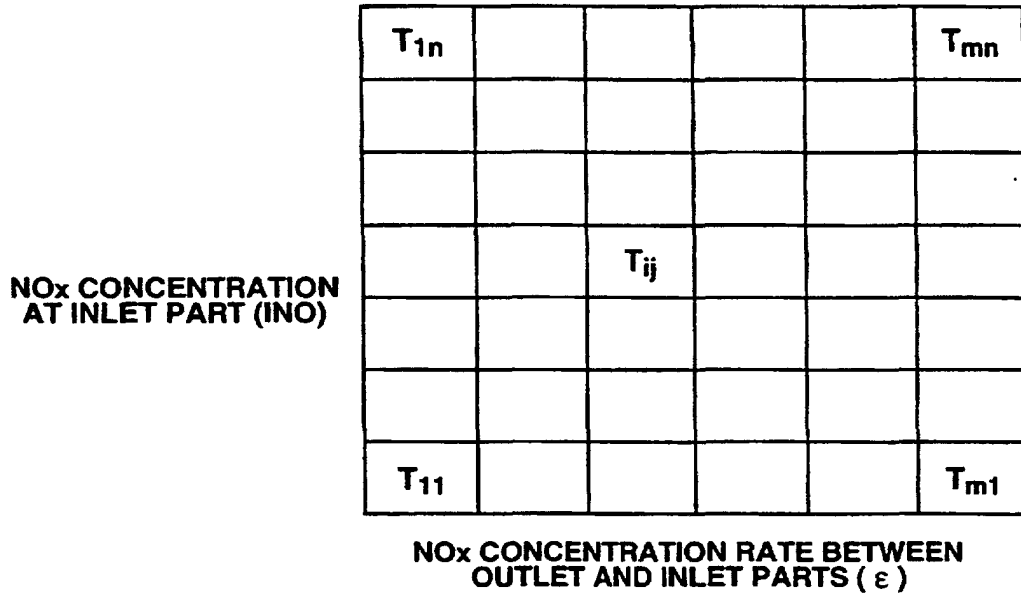 T1n Tmn
Tij
NOx CONCENTRATION
AT INLET PART (INO)
T11 Tm1
NOx CONCENTRATION RATE BETWEEN
OUTLET AND INLET PARTS ( ε )